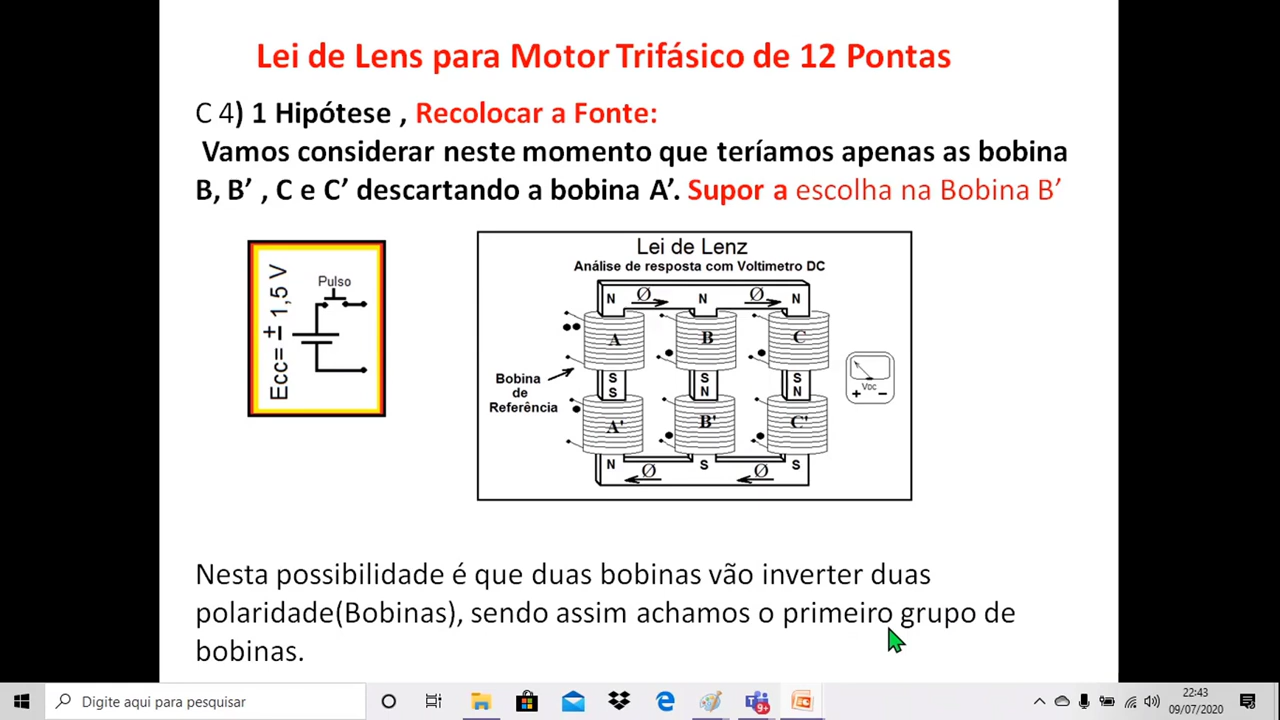 Lei de Lens para Motor Trifásico de 12 Pontas
C 4) 1 Hipótese , Recolocar a Fonte:
Vamos considerar neste momento que teríamos apenas as bobina
B, B’ , C e C’ descartando a bobina A’. Supor a escolha na Bobina B’
Ecc= ± 1,5 V
Pulso
Lei de Lenz
Análise de resposta com Voltimetro DC
N Ø N Ø N
A B C
S S S
S N N
Bobina
de
Referência
A' B' C'
N Ø S Ø S
VDC
+ −
Nesta possibilidade é que duas bobinas vão inverter duas
polaridade(Bobinas), sendo assim achamos o primeiro grupo de
bobinas.
Digite aqui para pesquisar
9+
22:43
09/07/2020